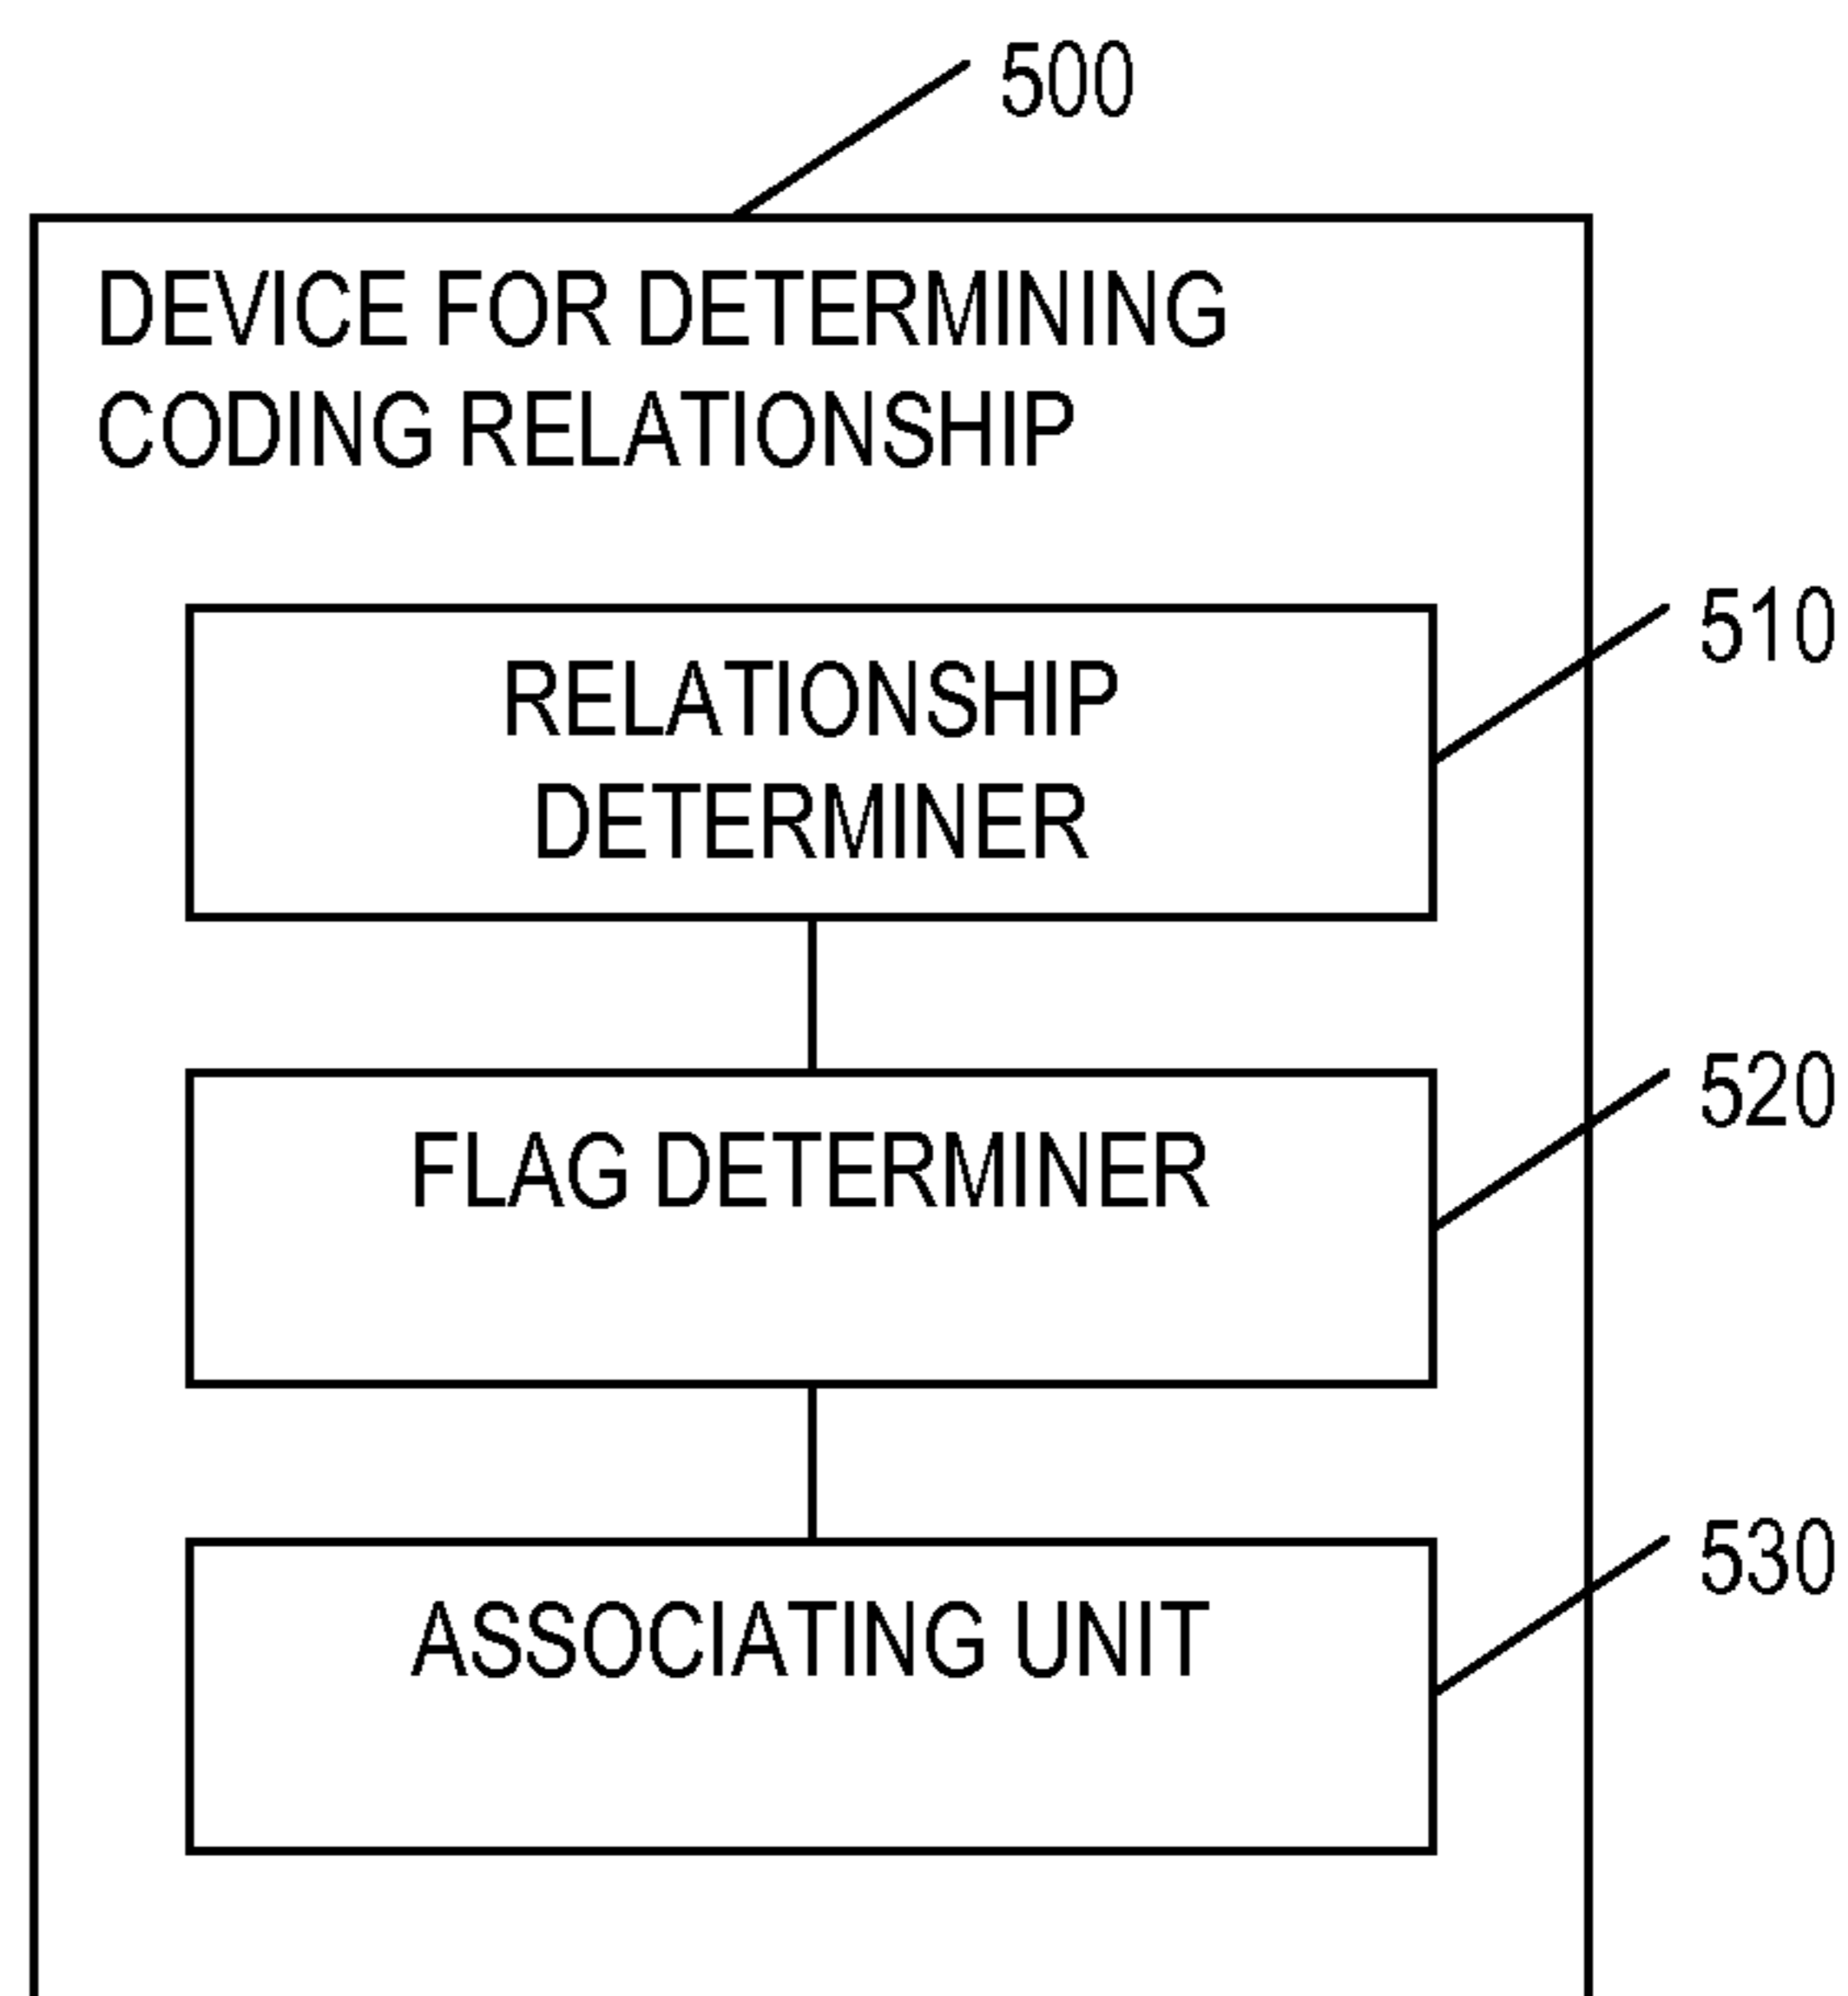 500
DEVICE FOR DETERMINING
CODING RELATIONSHIP
510
RELATIONSHIP
DETERMINER
520
FLAG DETERMINER
530
ASSOCIATING UNIT